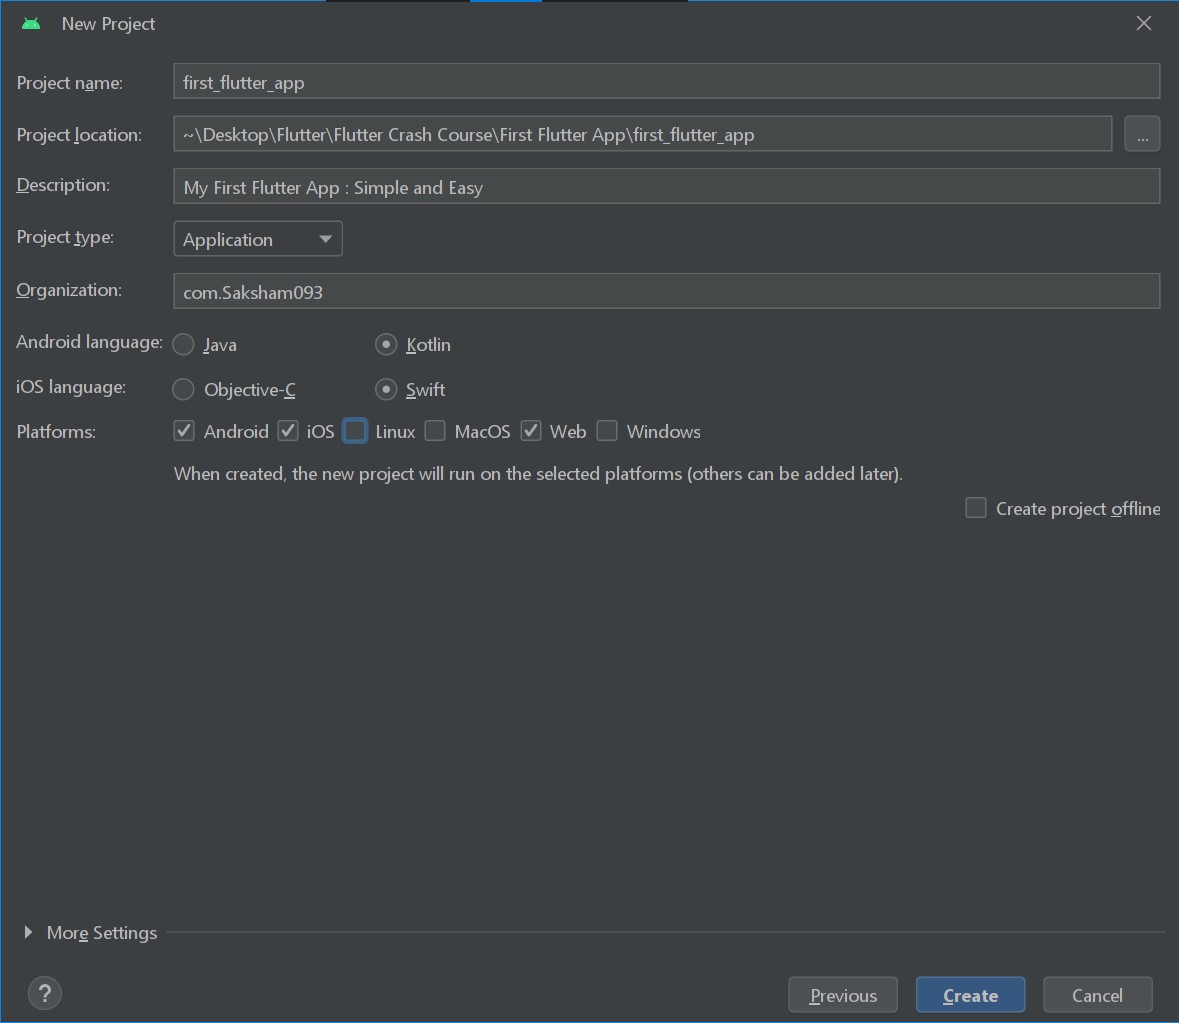 New Project
Project name: first_flutter_app
Project location: ~\Desktop\Flutter\Flutter Crash Course\First Flutter App\first_flutter_app ...
Description: My First Flutter App : Simple and Easy
Project type: Application
Organization: com.Saksham093
Android language: Java Kotlin
iOS language: Objective-C Swift
Platforms: Android iOS Linux MacOS Web Windows
When created, the new project will run on the selected platforms (others can be added later).
Create project offline
More Settings
? Previous Create Cancel